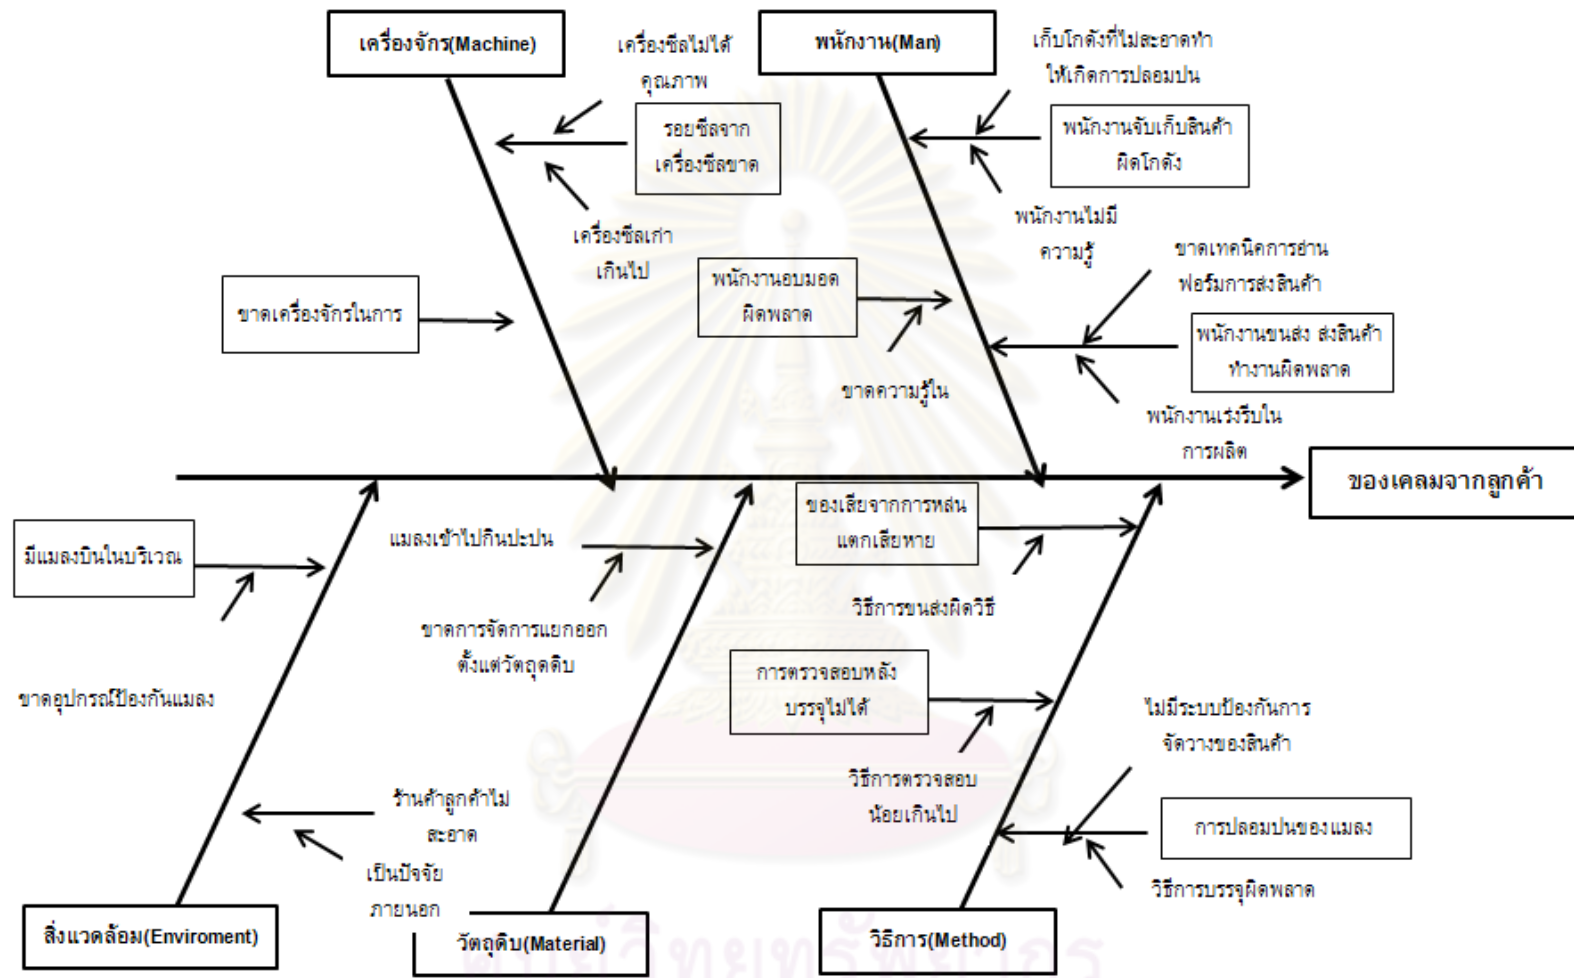 เครื่องจักร(Machine)
เครื่องซีลไม่ได้
คุณภาพ
รอยซีลจาก
เครื่องซีลขาด
เครื่องซีลเก่า
เกินไป
ขาดเครื่องจักรในการ
พนักงาน(Man)
เก็บโกดังที่ไม่สะอาดทำ
ให้เกิดการปลอมปน
พนักงานจับเก็บสินค้า
ผิดโกดัง
พนักงานไม่มี
ความรู้
พนักงานอบมอด
ผิดพลาด
ขาดความรู้ใน
ขาดเทคนิคการอ่าน
ฟอร์มการส่งสินค้า
พนักงานขนส่ง ส่งสินค้า
ทำงานผิดพลาด
พนักงานเร่งรีบใน
การผลิต
ของเคลมจากลูกค้า
มีแมลงบินในบริเวณ
ขาดอุปกรณ์ป้องกันแมลง
ร้านค้าลูกค้าไม่
สะอาด
เป็นปัจจัย
ภายนอก
สิ่งแวดล้อม(Enviroment)
แมลงเข้าไปกินปะปน
ขาดการจัดการแยกออก
ตั้งแต่วัตถุดดิบ
วัตถุดิบ(Material)
ของเสียจากการหล่น
แตกเสียหาย
วิธีการขนส่งผิดวิธี
การตรวจสอบหลัง
บรรจุไม่ได้
วิธีการตรวจสอบ
น้อยเกินไป
ไม่มีระบบป้องกันการ
จัดวางของสินค้า
การปลอมปนของแมลง
วิธีการบรรจุผิดพลาด
วิธีการ(Method)
ศูนย์วิทยทรัพยากร